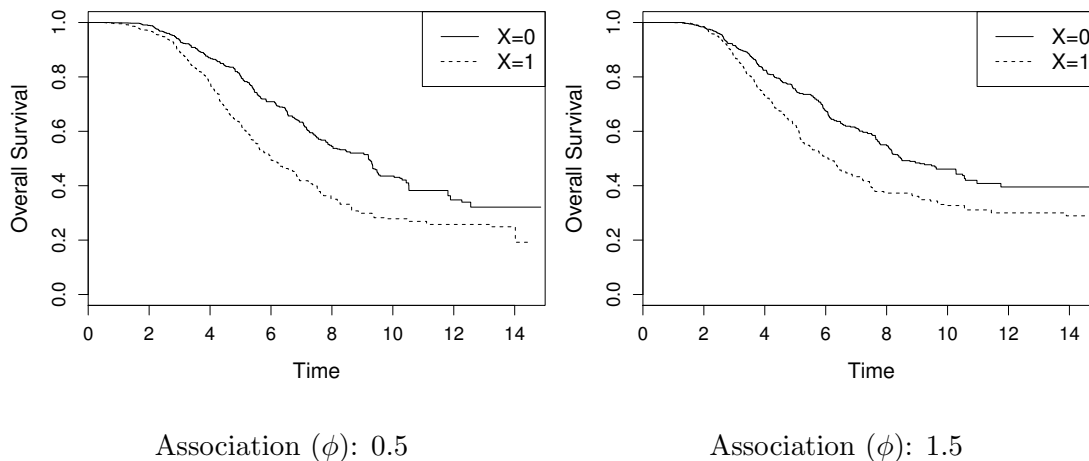 Overall Survival
1.0
0.8
0.6
0.4
0.2
0.0
X=0
X=1
0 2 4 6 8 10 12 14
Time
Association (ϕ): 0.5
Overall Survival
1.0
0.8
0.6
0.4
0.2
0.0
X=0
X=1
0 2 4 6 8 10 12 14
Time
Association (ϕ): 1.5